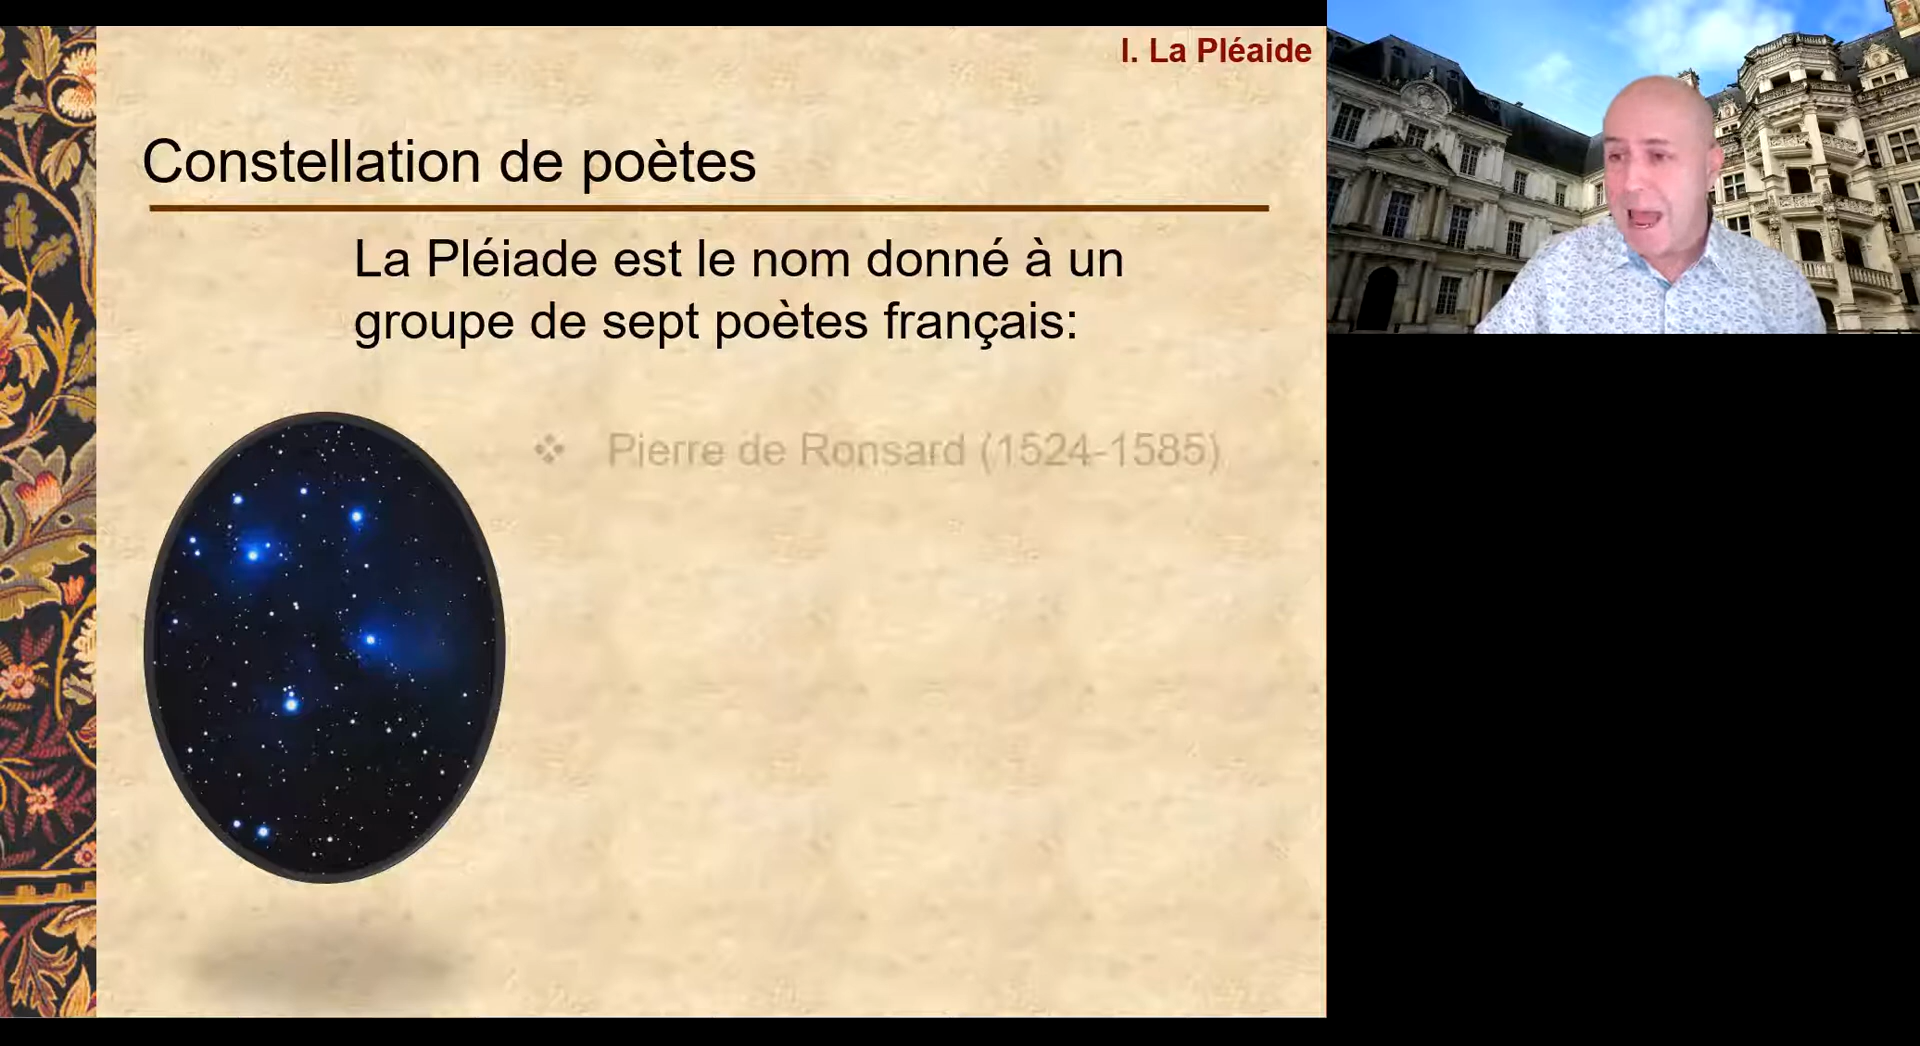 I. La Pléaide
Constellation de poètes
La Pléiade est le nom donné à un
groupe de sept poètes français:
❖ Pierre de Ronsard (1524-1585)